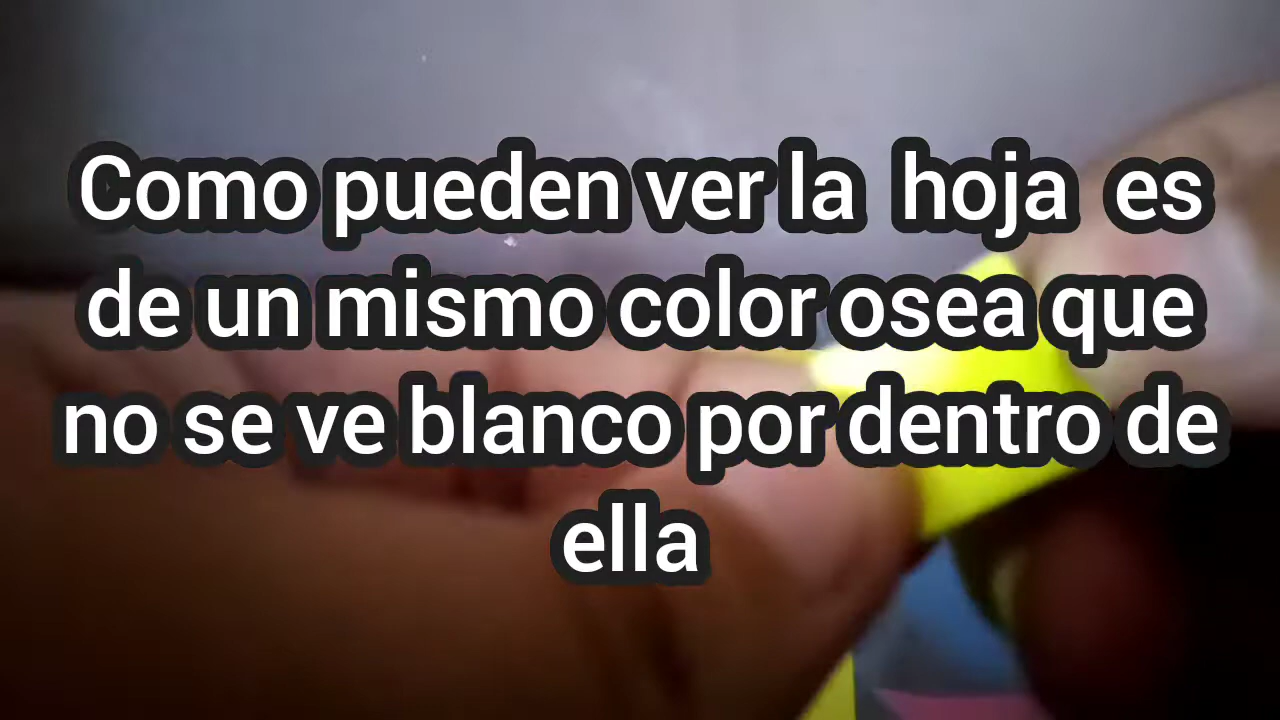 Como pueden ver la hoja es
de un mismo color osea que
no se ve blanco por dentro de
ella